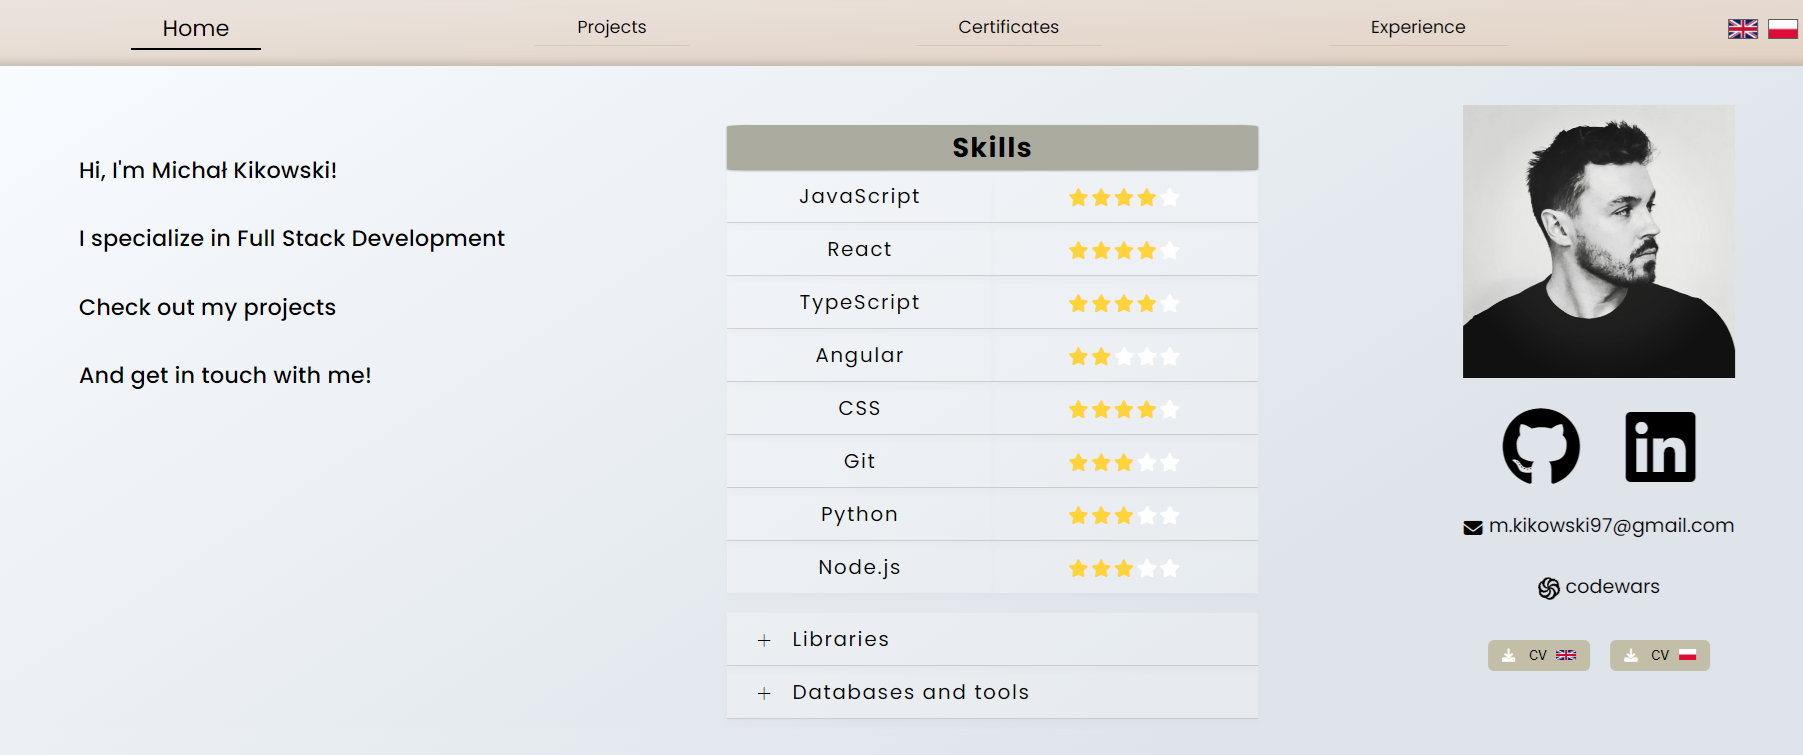 Home
Projects
Certificates
Experience
Hi, I'm Michał Kikowski!
I specialize in Full Stack Development
Check out my projects
And get in touch with me!
Skills
JavaScript
React
TypeScript
Angular
CSS
Git
Python
Node.js
Libraries
Databases and tools
in
m.kikowski97@gmail.com
codewars
CV
CV